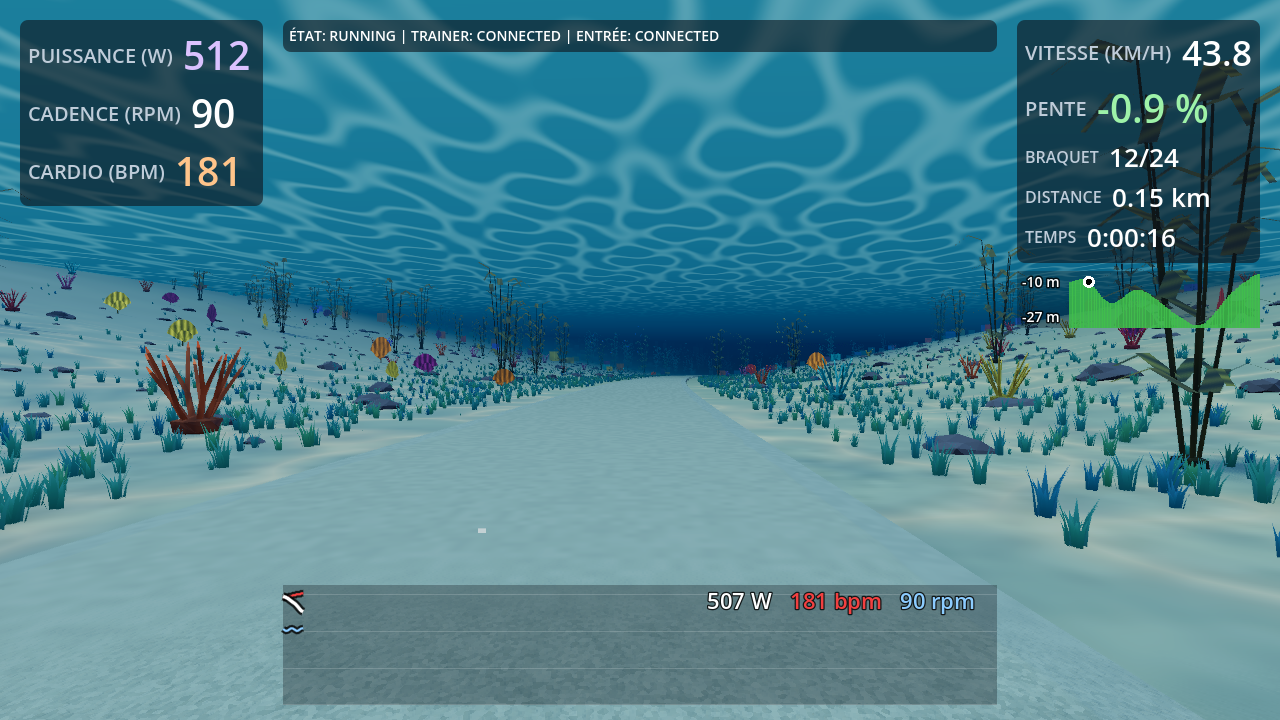 PUISSANCE (W) 512
CADENCE (RPM) 90
CARDIO (BPM) 181
ÉTAT: RUNNING | TRAINER: CONNECTED | ENTRÉE: CONNECTED
VITESSE (KM/H) 43.8
PENTE -0.9 %
BRAQUET 12/24
DISTANCE 0.15 km
TEMPS 0:00:16
-10 m
-27 m
507 W 181 bpm 90 rpm